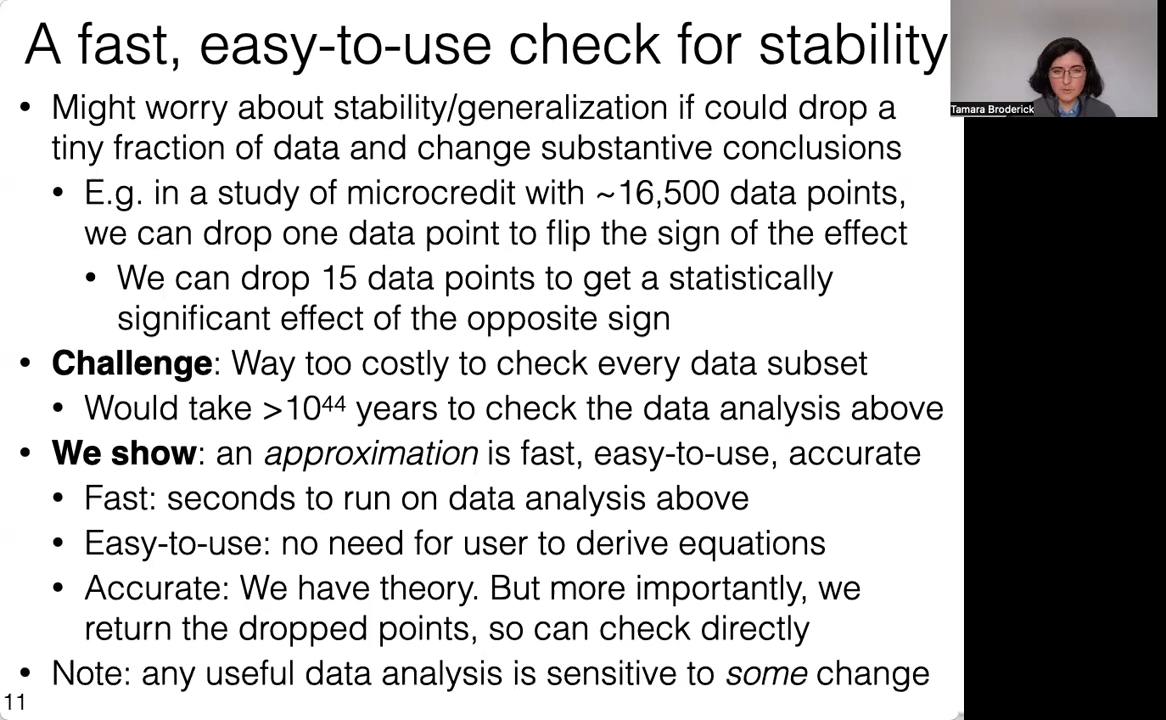 A fast, easy-to-use check for stability
Tamara Broderick
• Might worry about stability/generalization if could drop a
tiny fraction of data and change substantive conclusions
• E.g. in a study of microcredit with ~16,500 data points,
we can drop one data point to flip the sign of the effect
• We can drop 15 data points to get a statistically
significant effect of the opposite sign
• Challenge: Way too costly to check every data subset
• Would take >10⁴⁴ years to check the data analysis above
• We show: an approximation is fast, easy-to-use, accurate
• Fast: seconds to run on data analysis above
• Easy-to-use: no need for user to derive equations
• Accurate: We have theory. But more importantly, we
return the dropped points, so can check directly
• Note: any useful data analysis is sensitive to some change
11